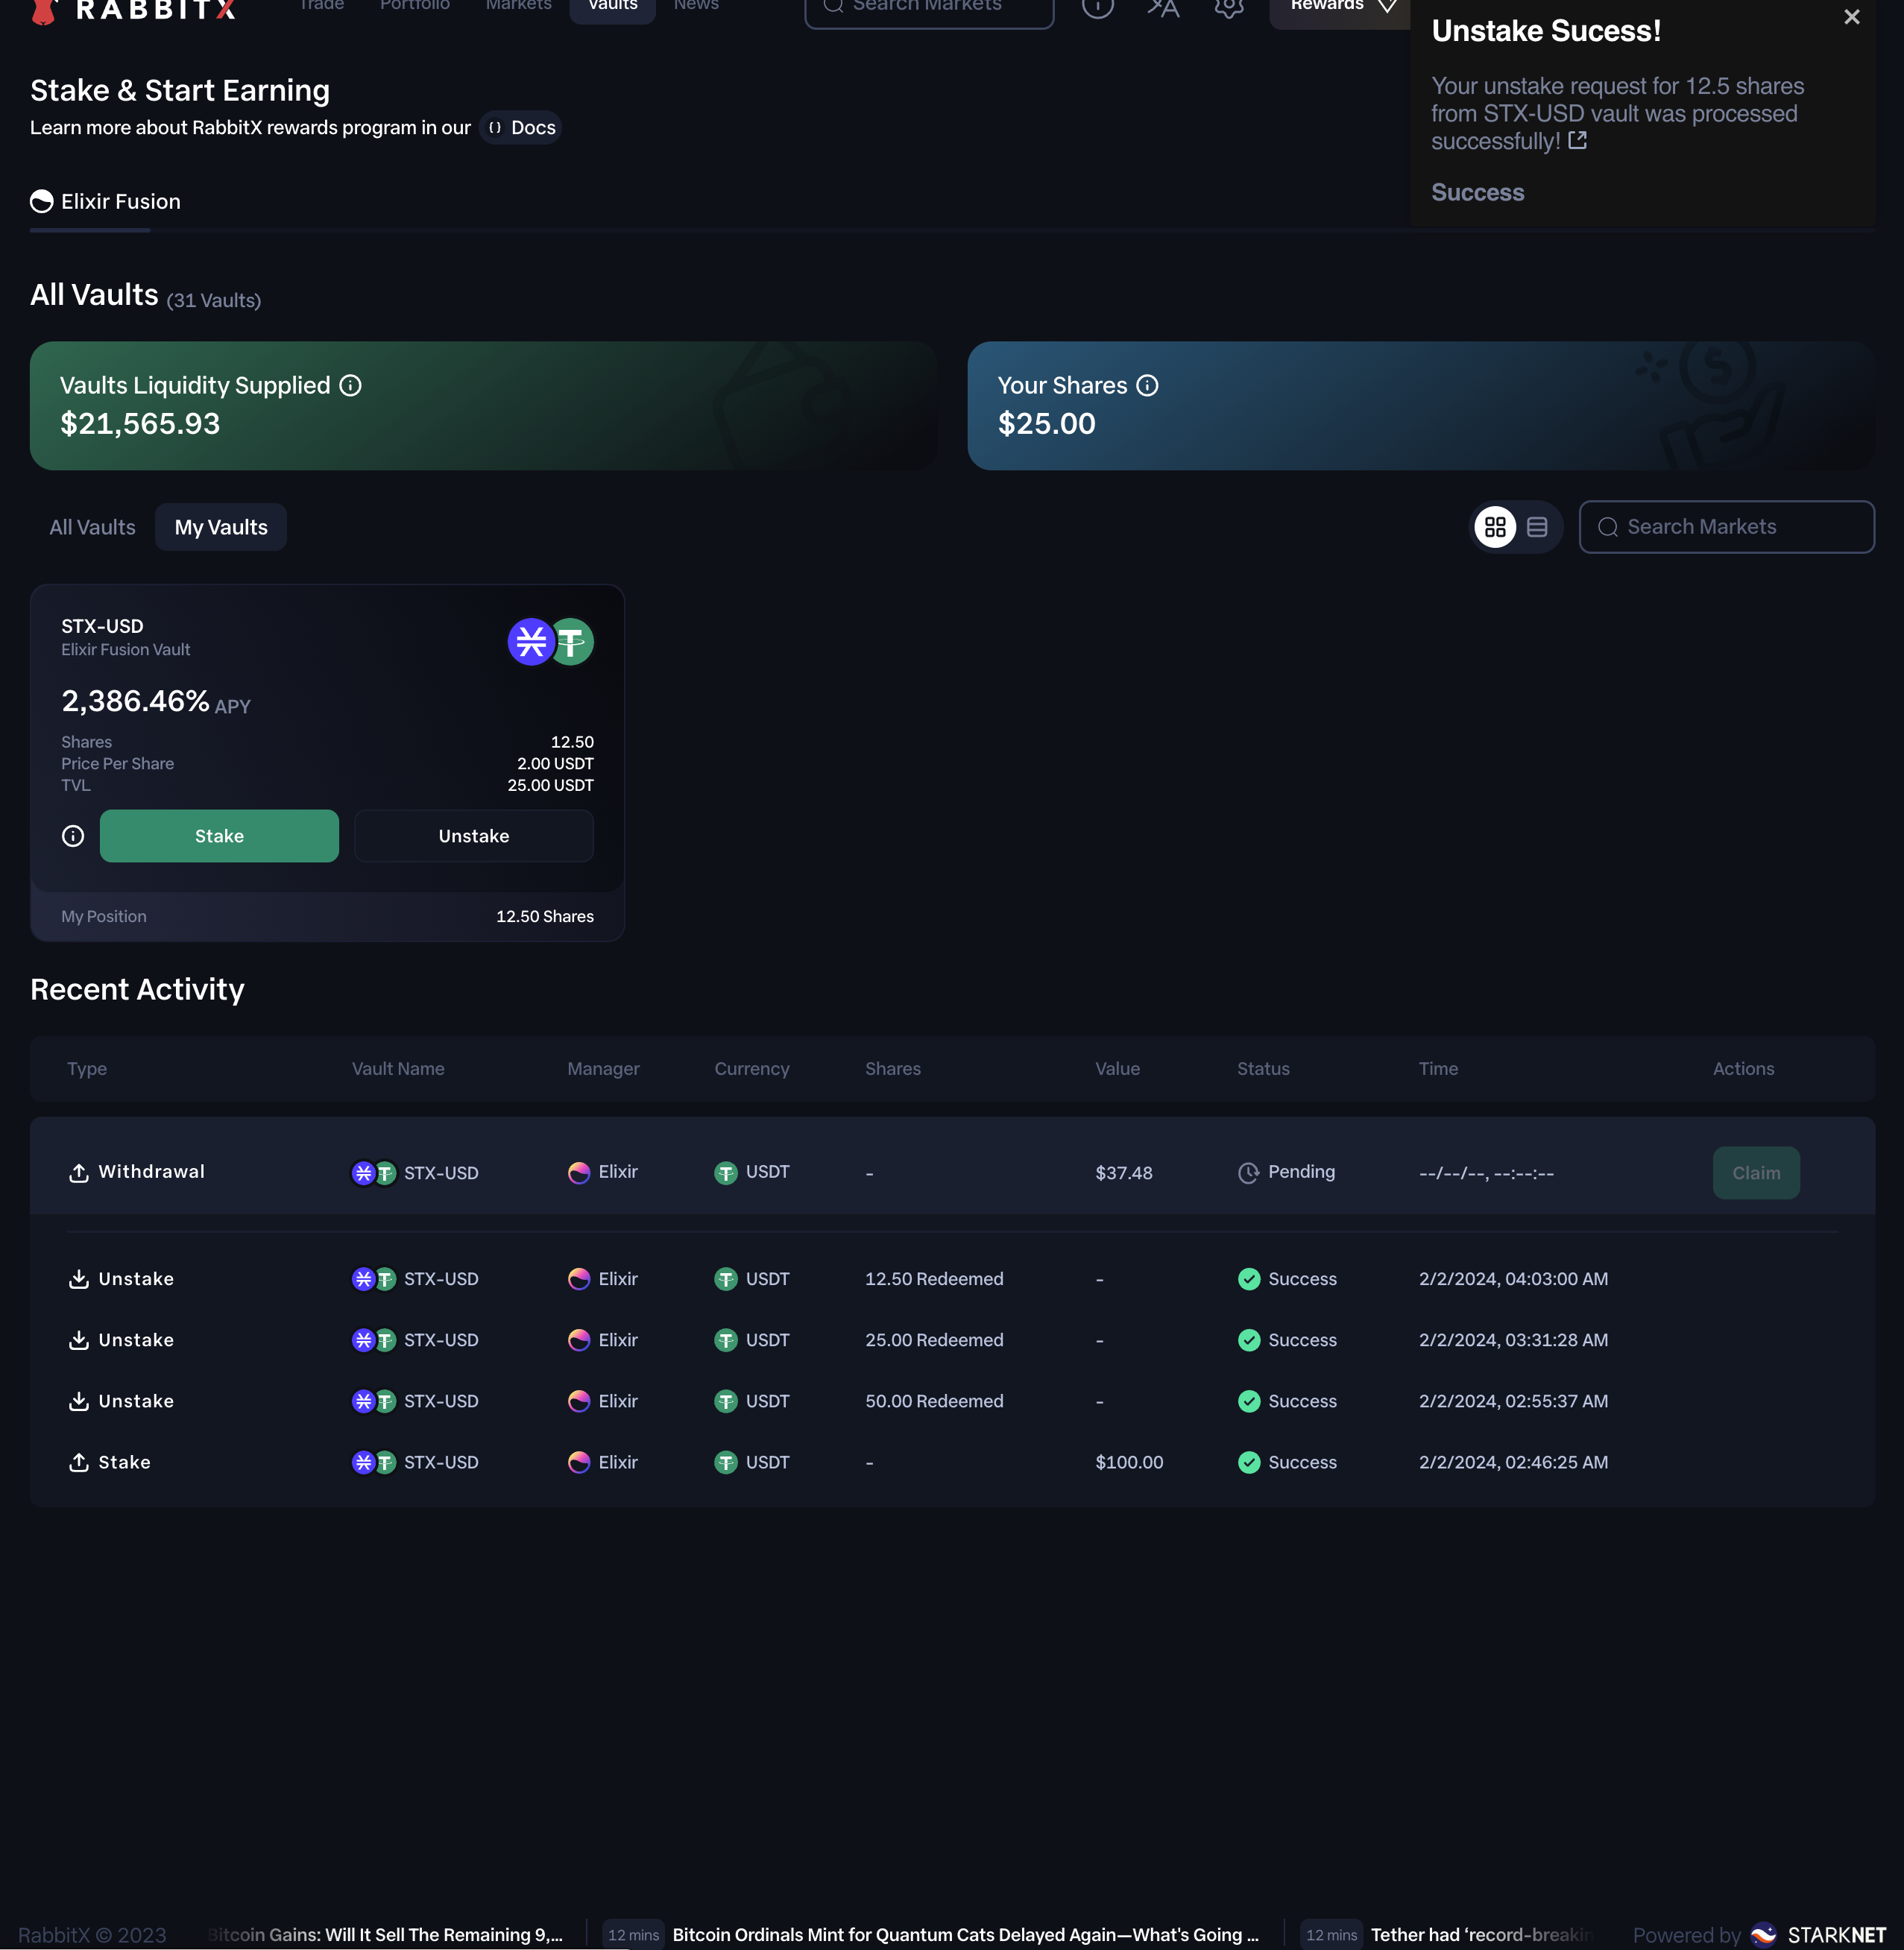 RABBITX Trade Portfolio Markets Vaults News Search Markets Rewards
Unstake Sucess!
Your unstake request for 12.5 shares
from STX-USD vault was processed
successfully!
Success
Stake & Start Earning
Learn more about RabbitX rewards program in our Docs
Elixir Fusion
All Vaults (31 Vaults)
Vaults Liquidity Supplied
$21,565.93
Your Shares
$25.00
All Vaults My Vaults Search Markets
STX-USD
Elixir Fusion Vault
2,386.46% APY
Shares 12.50
Price Per Share 2.00 USDT
TVL 25.00 USDT
Stake Unstake
My Position 12.50 Shares
Recent Activity
Type Vault Name Manager Currency Shares Value Status Time Actions
Withdrawal STX-USD Elixir USDT - $37.48 Pending --/--/--, --:--:-- Claim
Unstake STX-USD Elixir USDT 12.50 Redeemed - Success 2/2/2024, 04:03:00 AM
Unstake STX-USD Elixir USDT 25.00 Redeemed - Success 2/2/2024, 03:31:28 AM
Unstake STX-USD Elixir USDT 50.00 Redeemed - Success 2/2/2024, 02:55:37 AM
Stake STX-USD Elixir USDT - $100.00 Success 2/2/2024, 02:46:25 AM
RabbitX © 2023 Bitcoin Gains: Will It Sell The Remaining 9,... 12 mins Bitcoin Ordinals Mint for Quantum Cats Delayed Again—What's Going ... 12 mins Tether had ‘record-breakin Powered by STARKNET